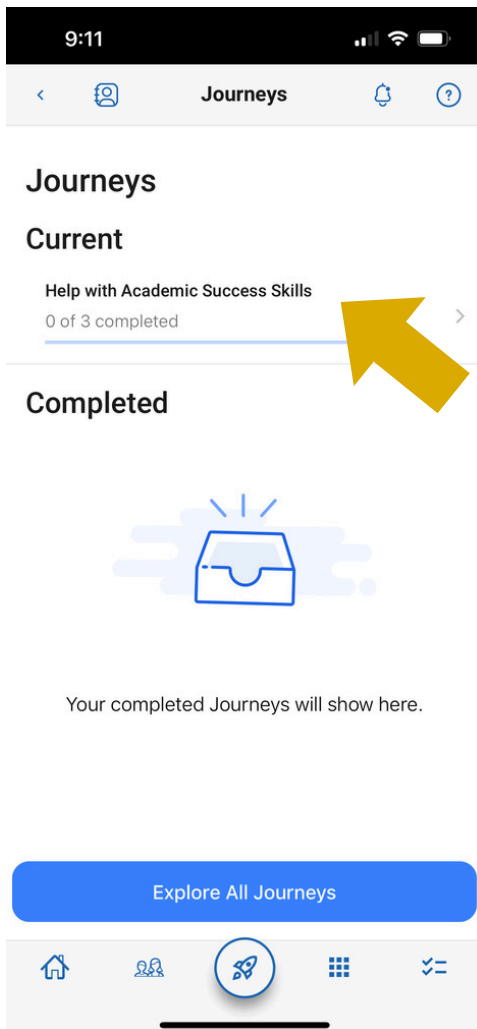 9:11
Journeys
Journeys
Current
Help with Academic Success Skills
0 of 3 completed
Completed
Your completed Journeys will show here.
Explore All Journeys